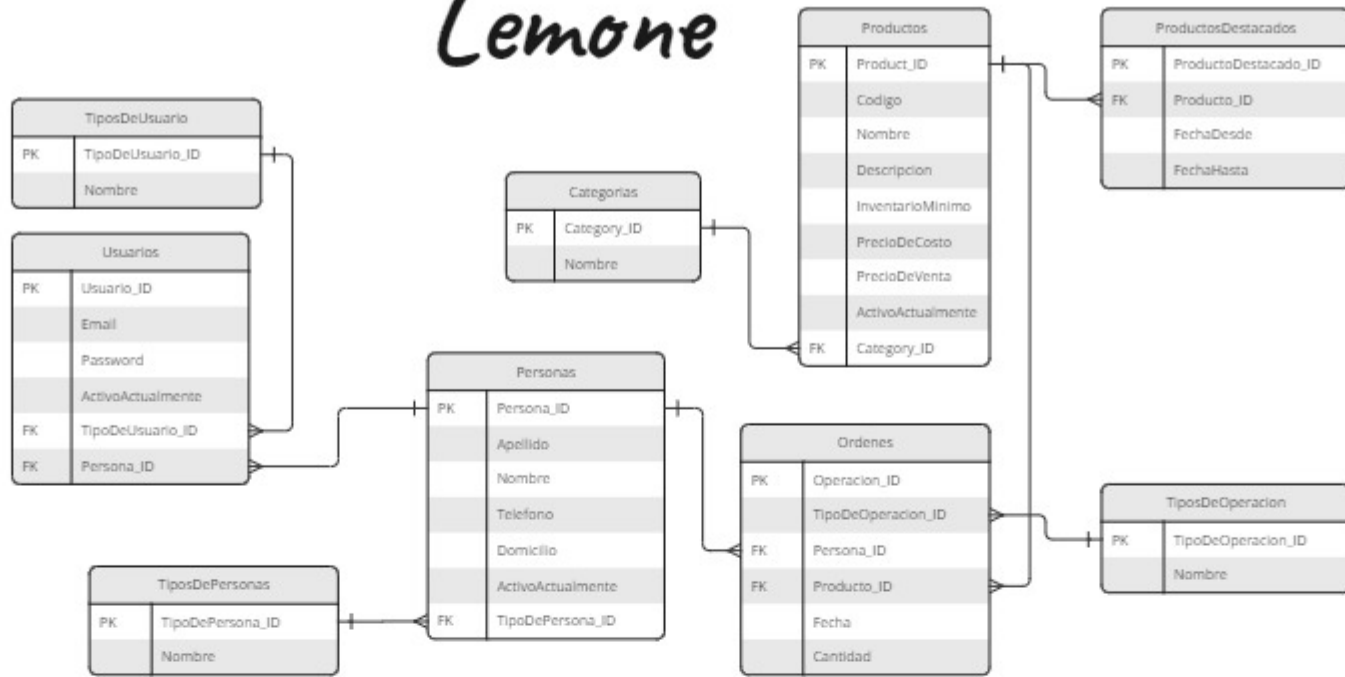 Lemone
TiposDeUsuario
PK TipoDeUsuario_ID
Nombre
Usuarios
PK Usuario_ID
Email
Password
ActivoActualmente
FK TipoDeUsuario_ID
FK Persona_ID
TiposDePersonas
PK TipoDePersona_ID
Nombre
Categorias
PK Category_ID
Nombre
Personas
PK Persona_ID
Apellido
Nombre
Telefono
Domicilio
ActivoActualmente
FK TipoDePersona_ID
Productos
PK Product_ID
Codigo
Nombre
Descripcion
InventarioMinimo
PrecioDeCosto
PrecioDeVenta
ActivoActualmente
FK Category_ID
Ordenes
PK Operacion_ID
TipoDeOperacion_ID
FK Persona_ID
FK Producto_ID
Fecha
Cantidad
ProductosDestacados
PK ProductoDestacado_ID
FK Producto_ID
FechaDesde
FechaHasta
TiposDeOperacion
PK TipoDeOperacion_ID
Nombre